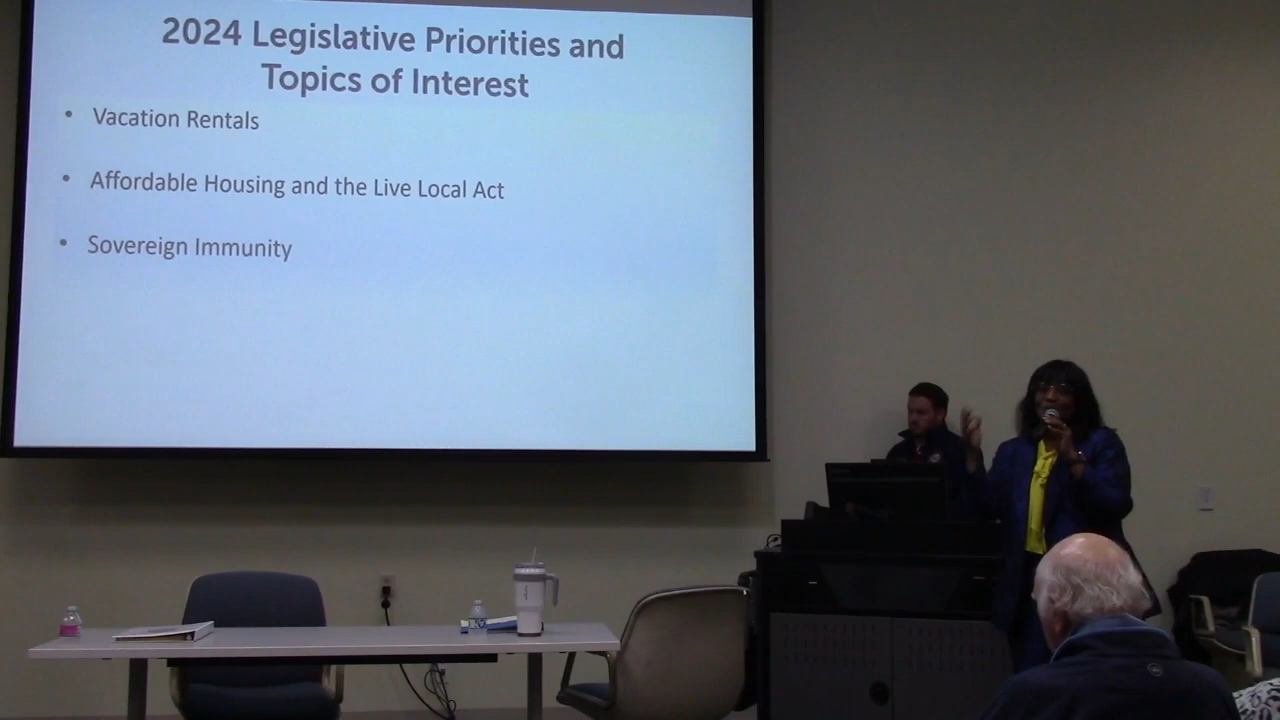 2024 Legislative Priorities and
Topics of Interest
• Vacation Rentals
• Affordable Housing and the Live Local Act
• Sovereign Immunity